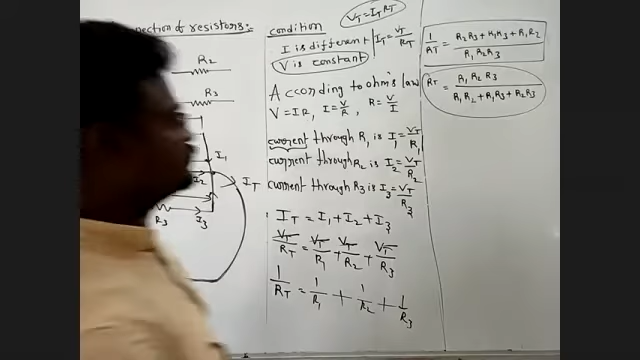 nection of resistors:-
R2
R3
I1
I2
IT
R3
I3
condition
VT = IT RT
I is different
IT = VT/RT
V is constant
According to ohm's law
V = IR, I = V/R, R = V/I
current through R1 is I1 = VT/R1
current through R2 is I2 = VT/R2
current through R3 is I3 = VT/R3
IT = I1 + I2 + I3
VT/RT = VT/R1 + VT/R2 + VT/R3
1/RT = 1/R1 + 1/R2 + 1/R3
1/RT = R2R3 + R1R3 + R1R2 / R1R2R3
RT = R1R2R3 / R1R2 + R1R3 + R2R3